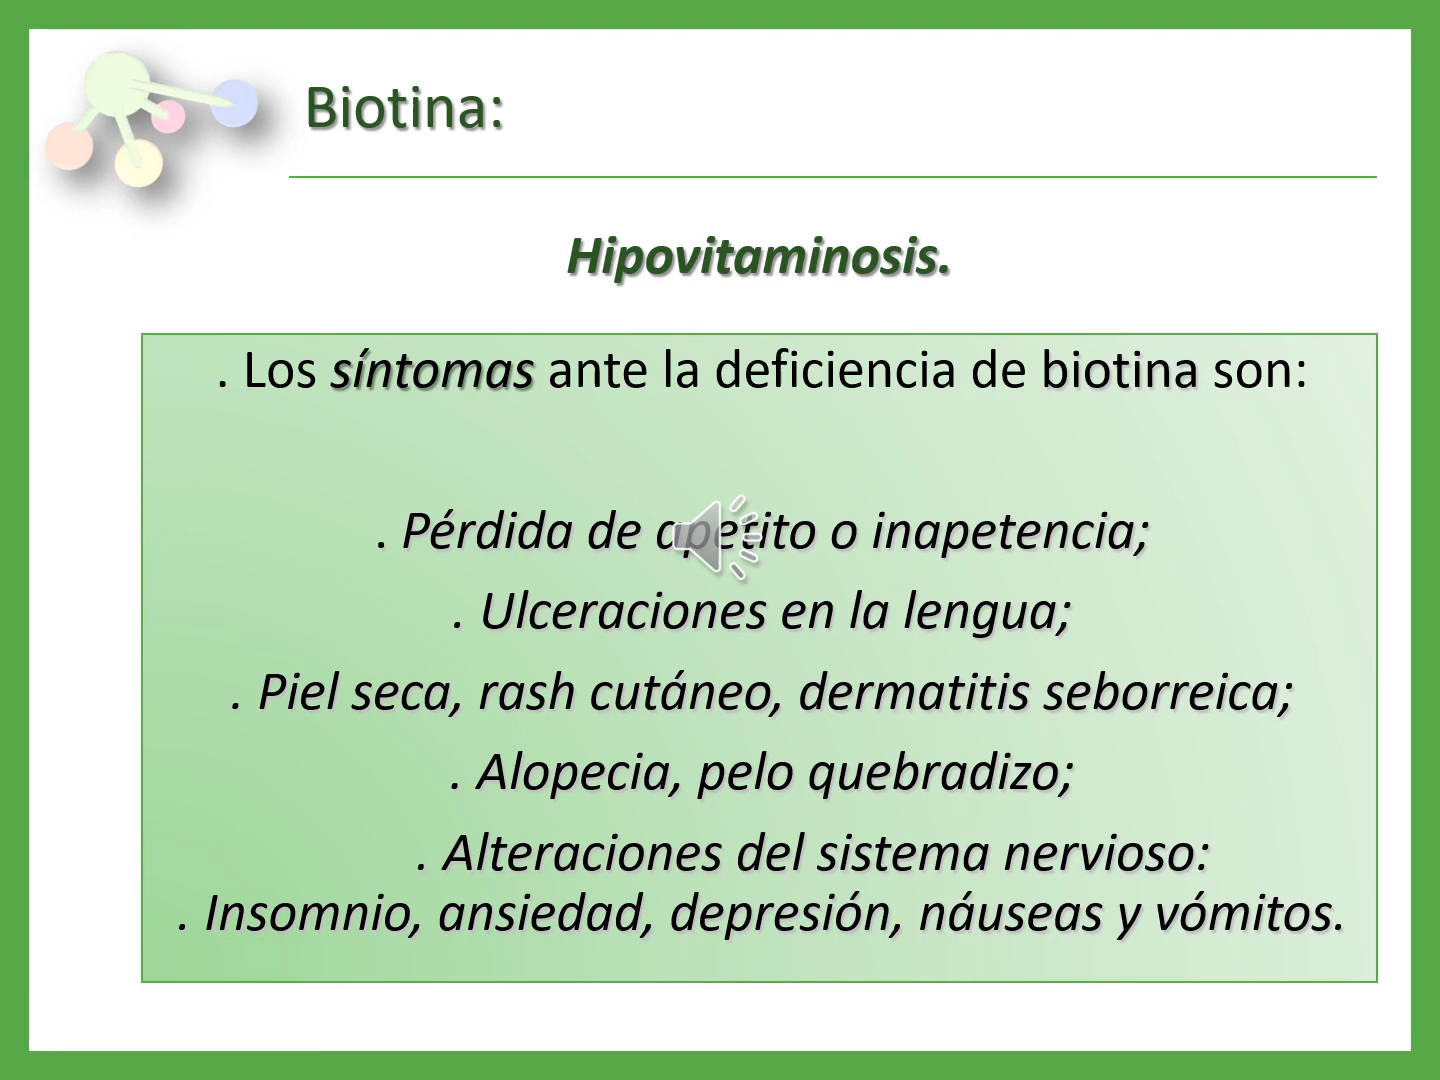 Biotina:
Hipovitaminosis.
. Los síntomas ante la deficiencia de biotina son:
. Pérdida de apetito o inapetencia;
. Ulceraciones en la lengua;
. Piel seca, rash cutáneo, dermatitis seborreica;
. Alopecia, pelo quebradizo;
. Alteraciones del sistema nervioso:
. Insomnio, ansiedad, depresión, náuseas y vómitos.